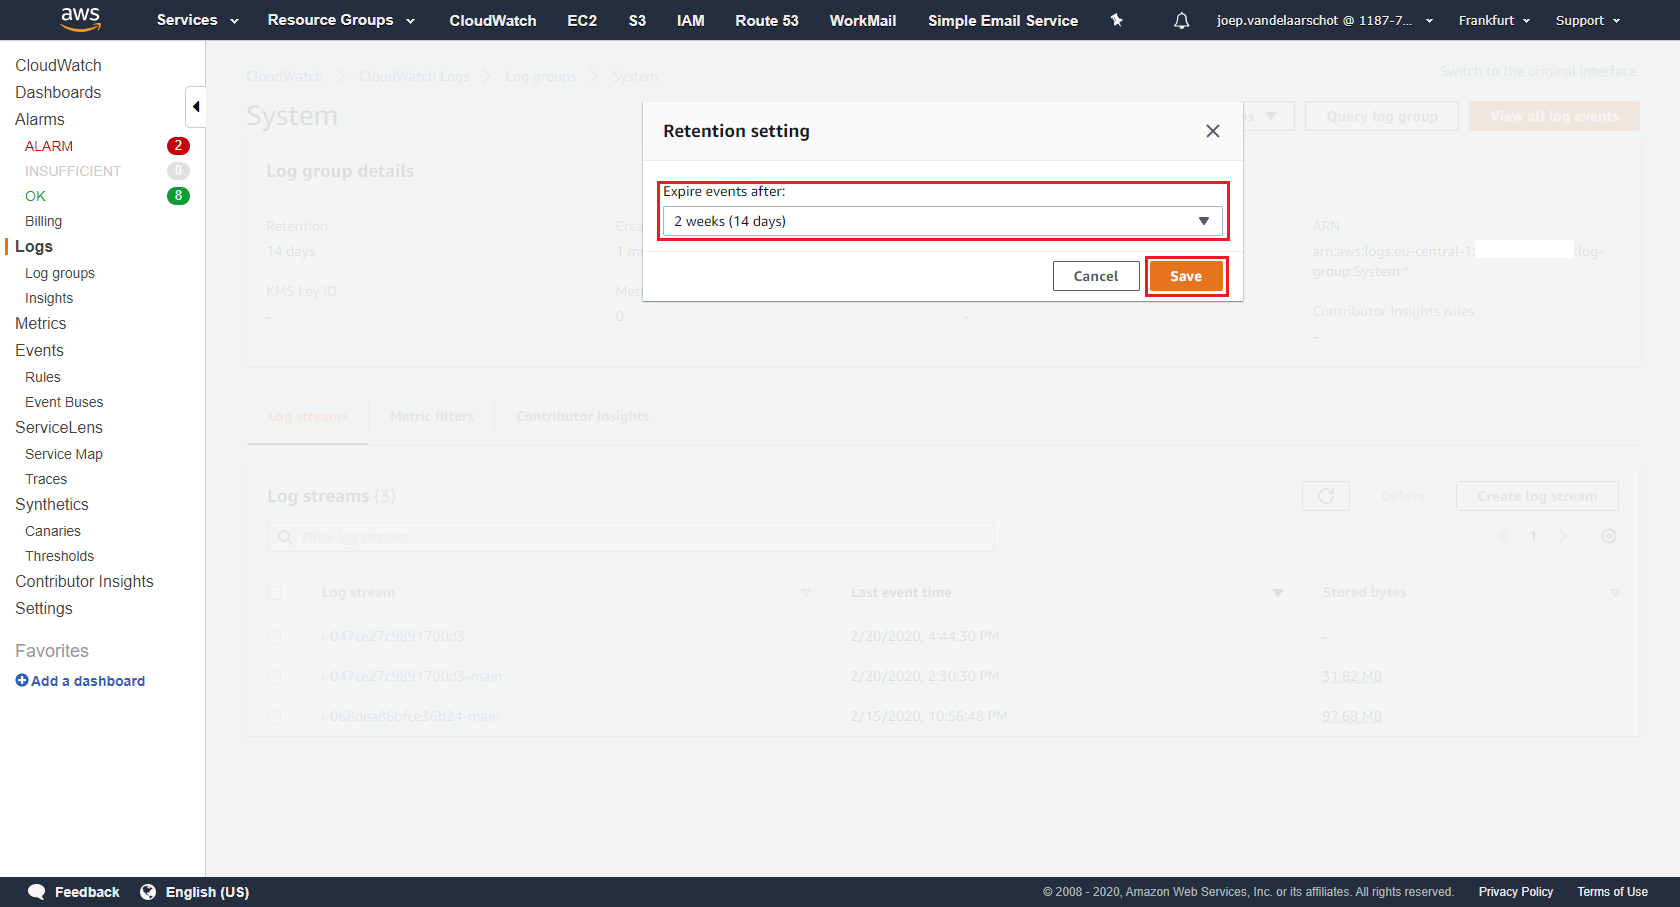 aws
Services
Resource Groups
CloudWatch
EC2
S3
IAM
Route 53
WorkMail
Simple Email Service
joep.vandelaarschot @ 1187-7...
Frankfurt
Support
CloudWatch
Dashboards
Alarms
ALARM 2
INSUFFICIENT 0
OK 8
Billing
Logs
Log groups
Insights
Metrics
Events
Rules
Event Buses
ServiceLens
Service Map
Traces
Synthetics
Canaries
Thresholds
Contributor Insights
Settings
Favorites
Add a dashboard
CloudWatch
CloudWatch Logs
Log groups
System
Switch to the original interface.
System
Query log group
View all log events
Retention setting
Expire events after:
2 weeks (14 days)
Cancel
Save
Log group details
Retention
14 days
KMS key ID
-
0
-
ARN
arn:aws:logs:eu-central-1: :log-
group:System:*
Contributor Insights rules
-
Log streams
Metric filters
Contributor Insights
Log streams (3)
Delete
Create log stream
Filter log streams
1
Log stream
Last event time
Stored bytes
i-047ce27c9891700d3
2/20/2020, 4:44:30 PM
-
i-047ce27c9891700d3-main
2/20/2020, 2:30:30 PM
31.82 MB
i-068dea86bfce36b24-main
2/15/2020, 10:56:48 PM
97.68 MB
Feedback
English (US)
© 2008 - 2020, Amazon Web Services, Inc. or its affiliates. All rights reserved.
Privacy Policy
Terms of Use